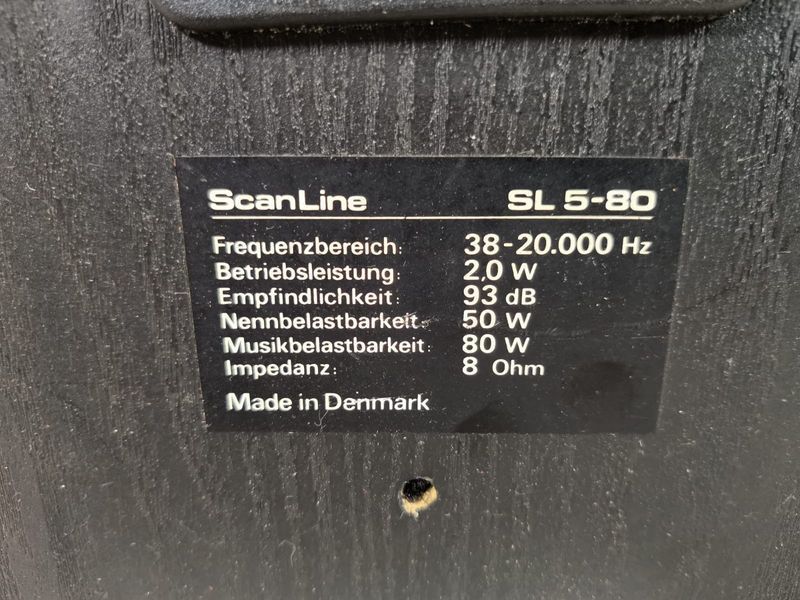 ScanLine SL 5-80
Frequenzbereich: 38-20.000 Hz
Betriebsleistung: 2,0 W
Empfindlichkeit: 93 dB
Nennbelastbarkeit: 50 W
Musikbelastbarkeit: 80 W
Impedanz: 8 Ohm
Made in Denmark